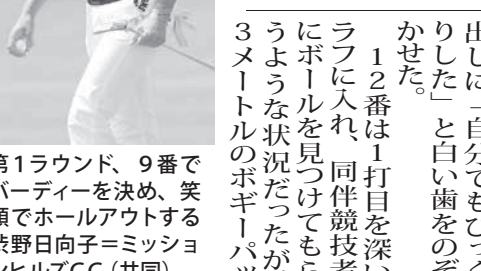 出しに「自分でもびっく
りした」と白い歯をのぞ
かせた。
１２番は１打目を深い
ラフに入れ、同伴競技者
にボールを見つけてもら
うような状況だったが
３メートルのボギーパッ
第１ラウンド、９番で
バーディーを決め、笑
顔でホールアウトする
渋野日向子＝ミッショ
ンヒルズＣＣ（共同）